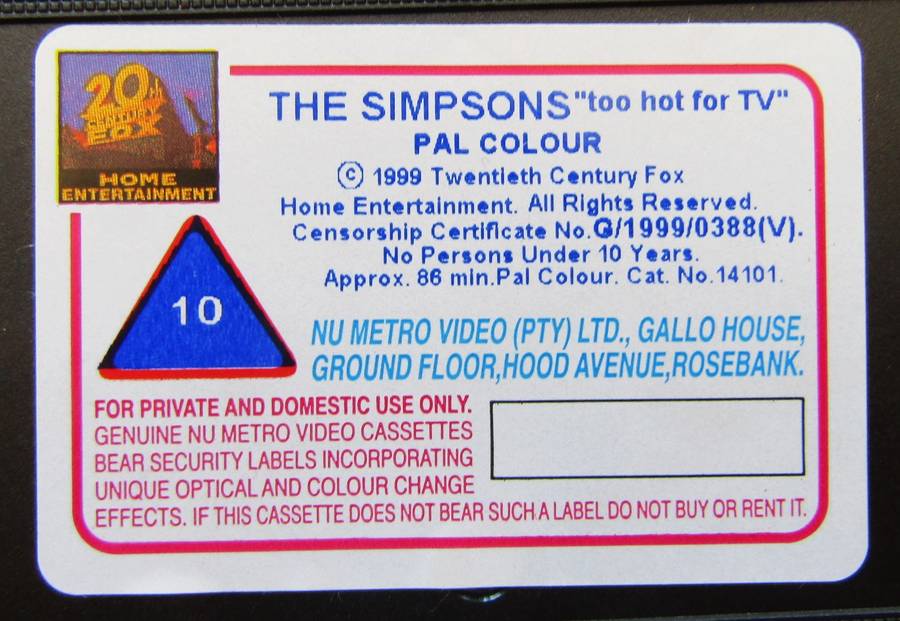 20th
CENTURY
FOX
HOME
ENTERTAINMENT
THE SIMPSONS "too hot for TV"
PAL COLOUR
© 1999 Twentieth Century Fox
Home Entertainment. All Rights Reserved.
Censorship Certificate No.G/1999/0388(V).
No Persons Under 10 Years.
Approx. 86 min.Pal Colour. Cat. No.14101.
10
NU METRO VIDEO (PTY) LTD., GALLO HOUSE,
GROUND FLOOR,HOOD AVENUE,ROSEBANK.
FOR PRIVATE AND DOMESTIC USE ONLY.
GENUINE NU METRO VIDEO CASSETTES
BEAR SECURITY LABELS INCORPORATING
UNIQUE OPTICAL AND COLOUR CHANGE
EFFECTS. IF THIS CASSETTE DOES NOT BEAR SUCH A LABEL DO NOT BUY OR RENT IT.